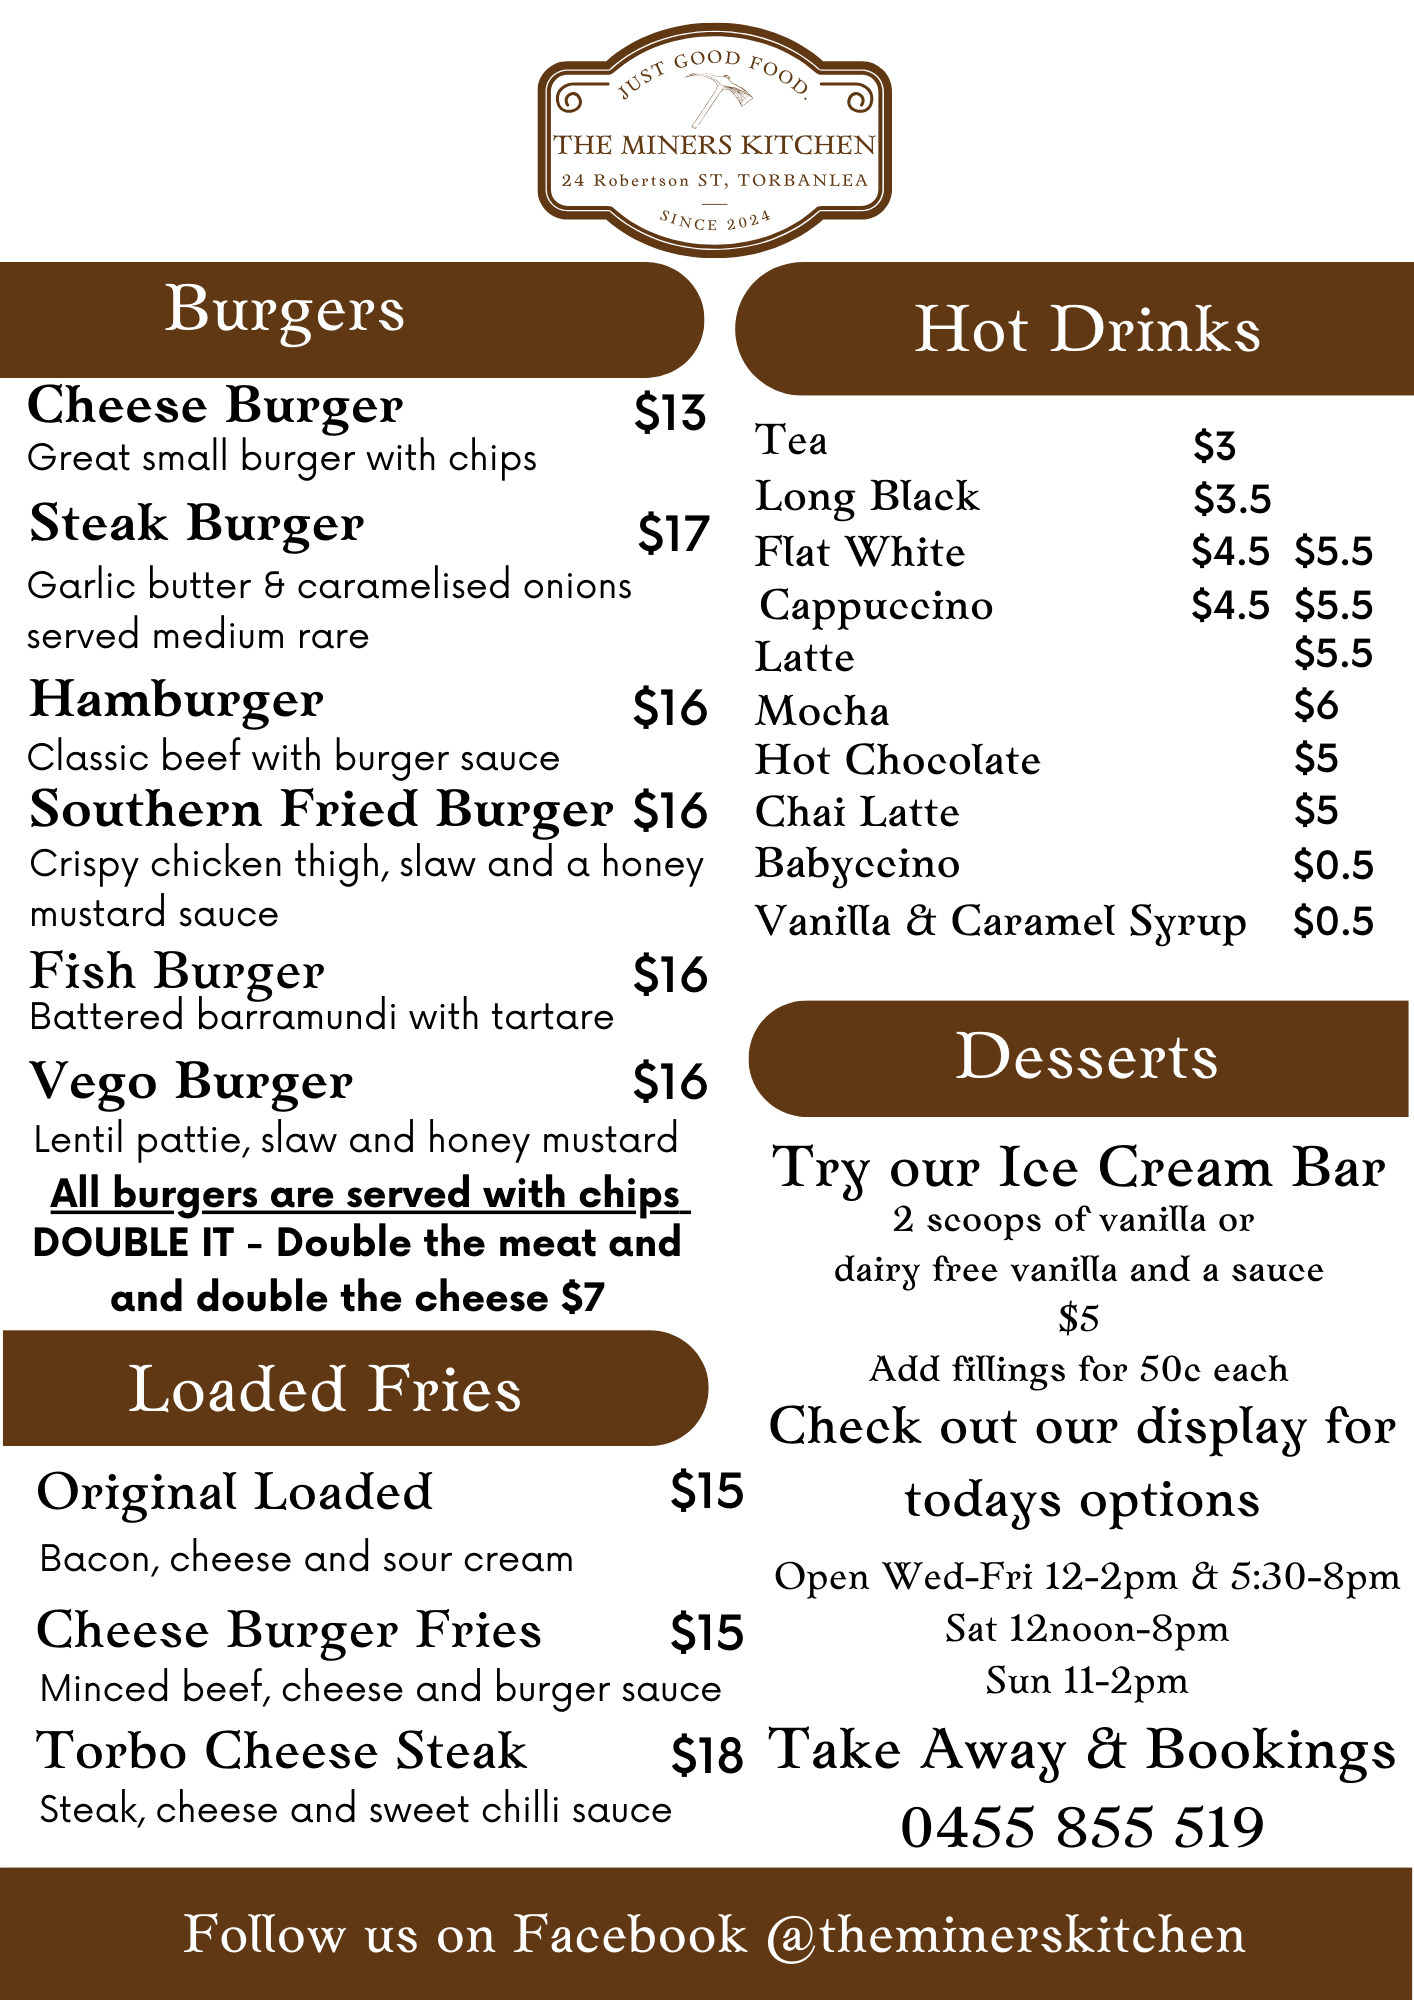 JUST GOOD FOOD.
THE MINERS KITCHEN
24 Robertson ST, TORBANLEA
SINCE 2024
Burgers
Cheese Burger $13
Great small burger with chips
Steak Burger $17
Garlic butter & caramelised onions
served medium rare
Hamburger $16
Classic beef with burger sauce
Southern Fried Burger $16
Crispy chicken thigh, slaw and a honey
mustard sauce
Fish Burger $16
Battered barramundi with tartare
Vego Burger $16
Lentil pattie, slaw and honey mustard
All burgers are served with chips
DOUBLE IT - Double the meat and
and double the cheese $7
Loaded Fries
Original Loaded $15
Bacon, cheese and sour cream
Cheese Burger Fries $15
Minced beef, cheese and burger sauce
Torbo Cheese Steak $18
Steak, cheese and sweet chilli sauce
Hot Drinks
Tea $3
Long Black $3.5
Flat White $4.5 $5.5
Cappuccino $4.5 $5.5
Latte $5.5
Mocha $6
Hot Chocolate $5
Chai Latte $5
Babyccino $0.5
Vanilla & Caramel Syrup $0.5
Desserts
Try our Ice Cream Bar
2 scoops of vanilla or
dairy free vanilla and a sauce
$5
Add fillings for 50c each
Check out our display for
todays options
Open Wed-Fri 12-2pm & 5:30-8pm
Sat 12noon-8pm
Sun 11-2pm
Take Away & Bookings
0455 855 519
Follow us on Facebook @theminerskitchen